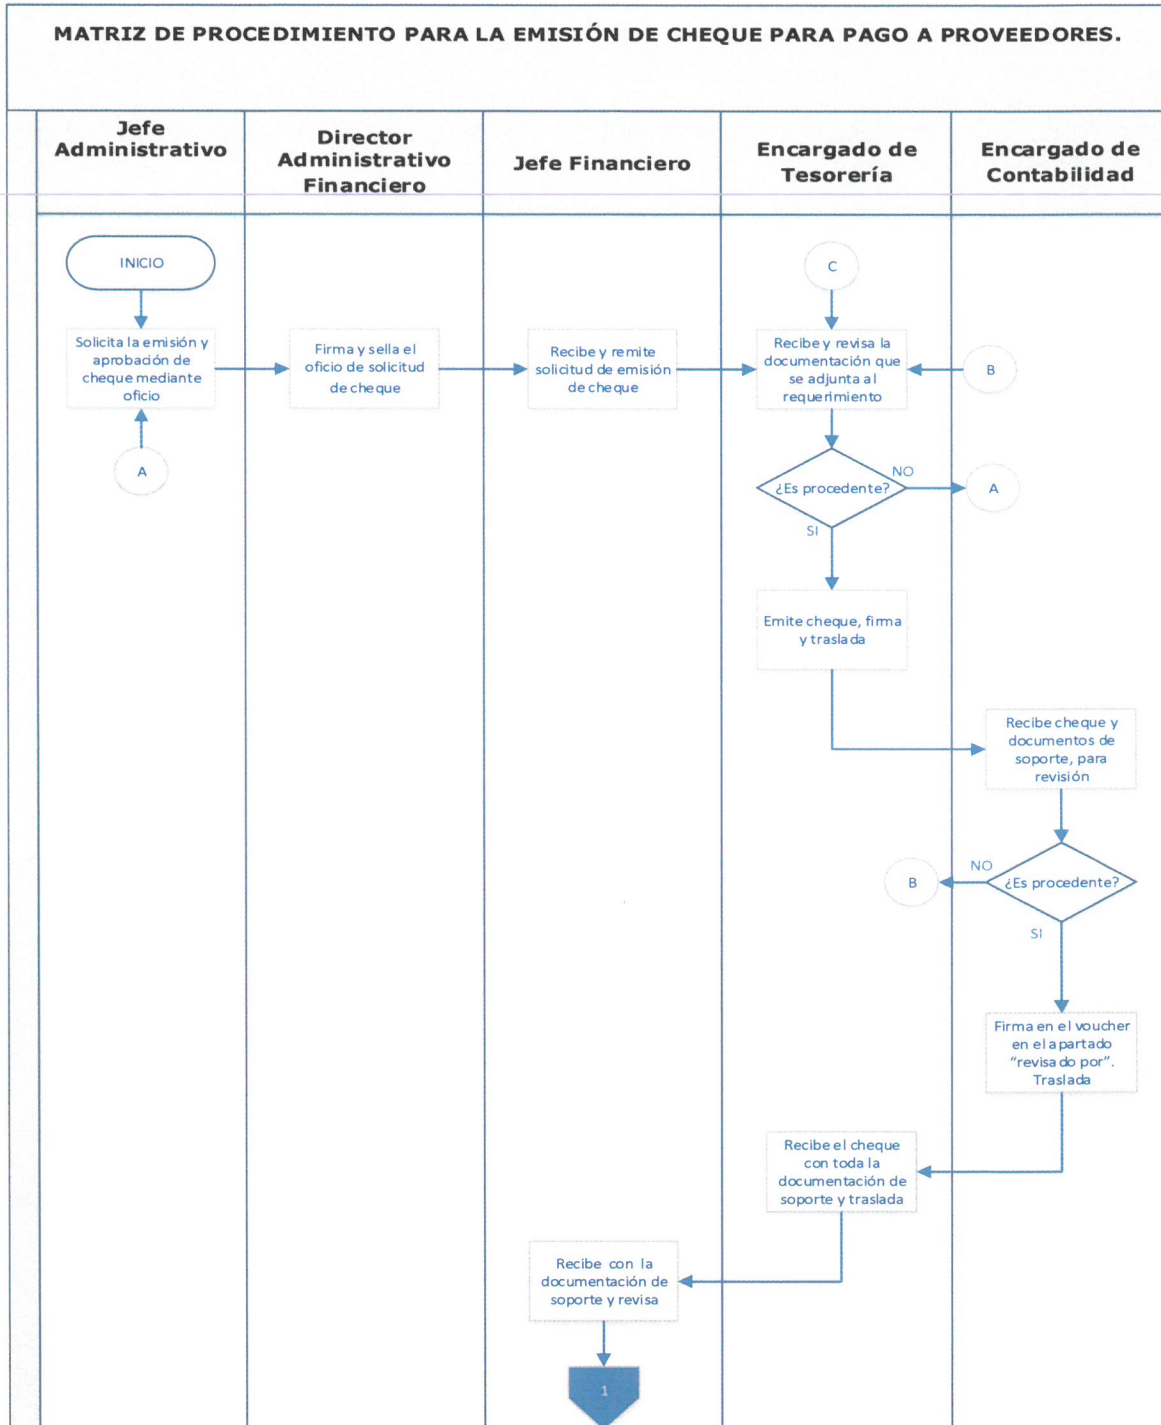 MATRIZ DE PROCEDIMIENTO PARA LA EMISIÓN DE CHEQUE PARA PAGO A PROVEEDORES.
Jefe
Administrativo
Director
Administrativo
Financiero
Jefe Financiero
Encargado de
Tesorería
Encargado de
Contabilidad
INICIO
C
Solicita la emisión y
aprobación de
cheque mediante
oficio
Firma y sella el
oficio de solicitud
de cheque
Recibe y remite
solicitud de emisión
de cheque
Recibe y revisa la
documentación que
se adjunta al
requerimiento
B
A
¿Es procedente?
NO
A
SI
Emite cheque, firma
y traslada
Recibe cheque y
documentos de
soporte, para
revisión
B
NO
¿Es procedente?
SI
Firma en el voucher
en el apartado
“revisado por”.
Traslada
Recibe el cheque
con toda la
documentación de
soporte y traslada
Recibe con la
documentación de
soporte y revisa
1